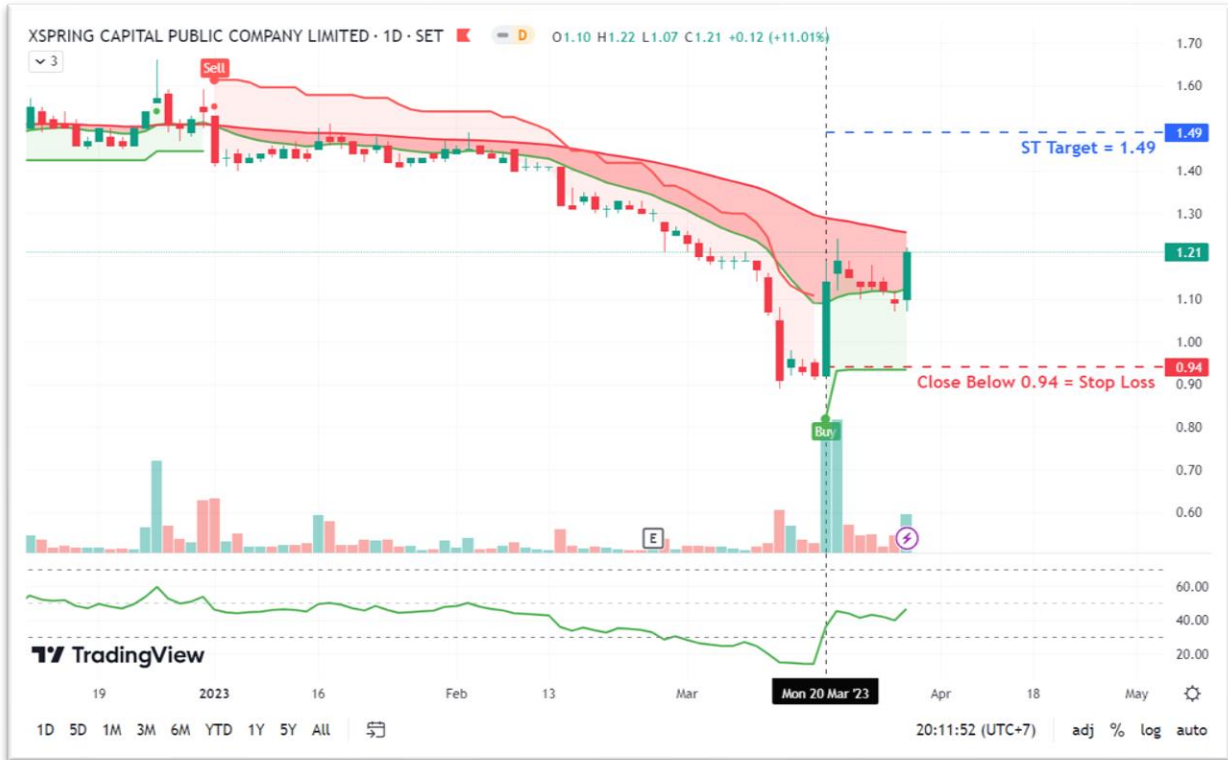 XSPRING CAPITAL PUBLIC COMPANY LIMITED · 1D · SET D O1.10 H1.22 L1.07 C1.21 +0.12 (+11.01%)
3
Sell
1.70
1.60
1.49
ST Target = 1.49
1.40
1.30
1.21
1.10
1.00
0.94
Close Below 0.94 = Stop Loss
0.90
0.80
Buy
0.70
0.60
E
60.00
40.00
20.00
TradingView
19 2023 16 Feb 13 Mar Mon 20 Mar '23 Apr 18 May
1D 5D 1M 3M 6M YTD 1Y 5Y All 20:11:52 (UTC+7) adj % log auto